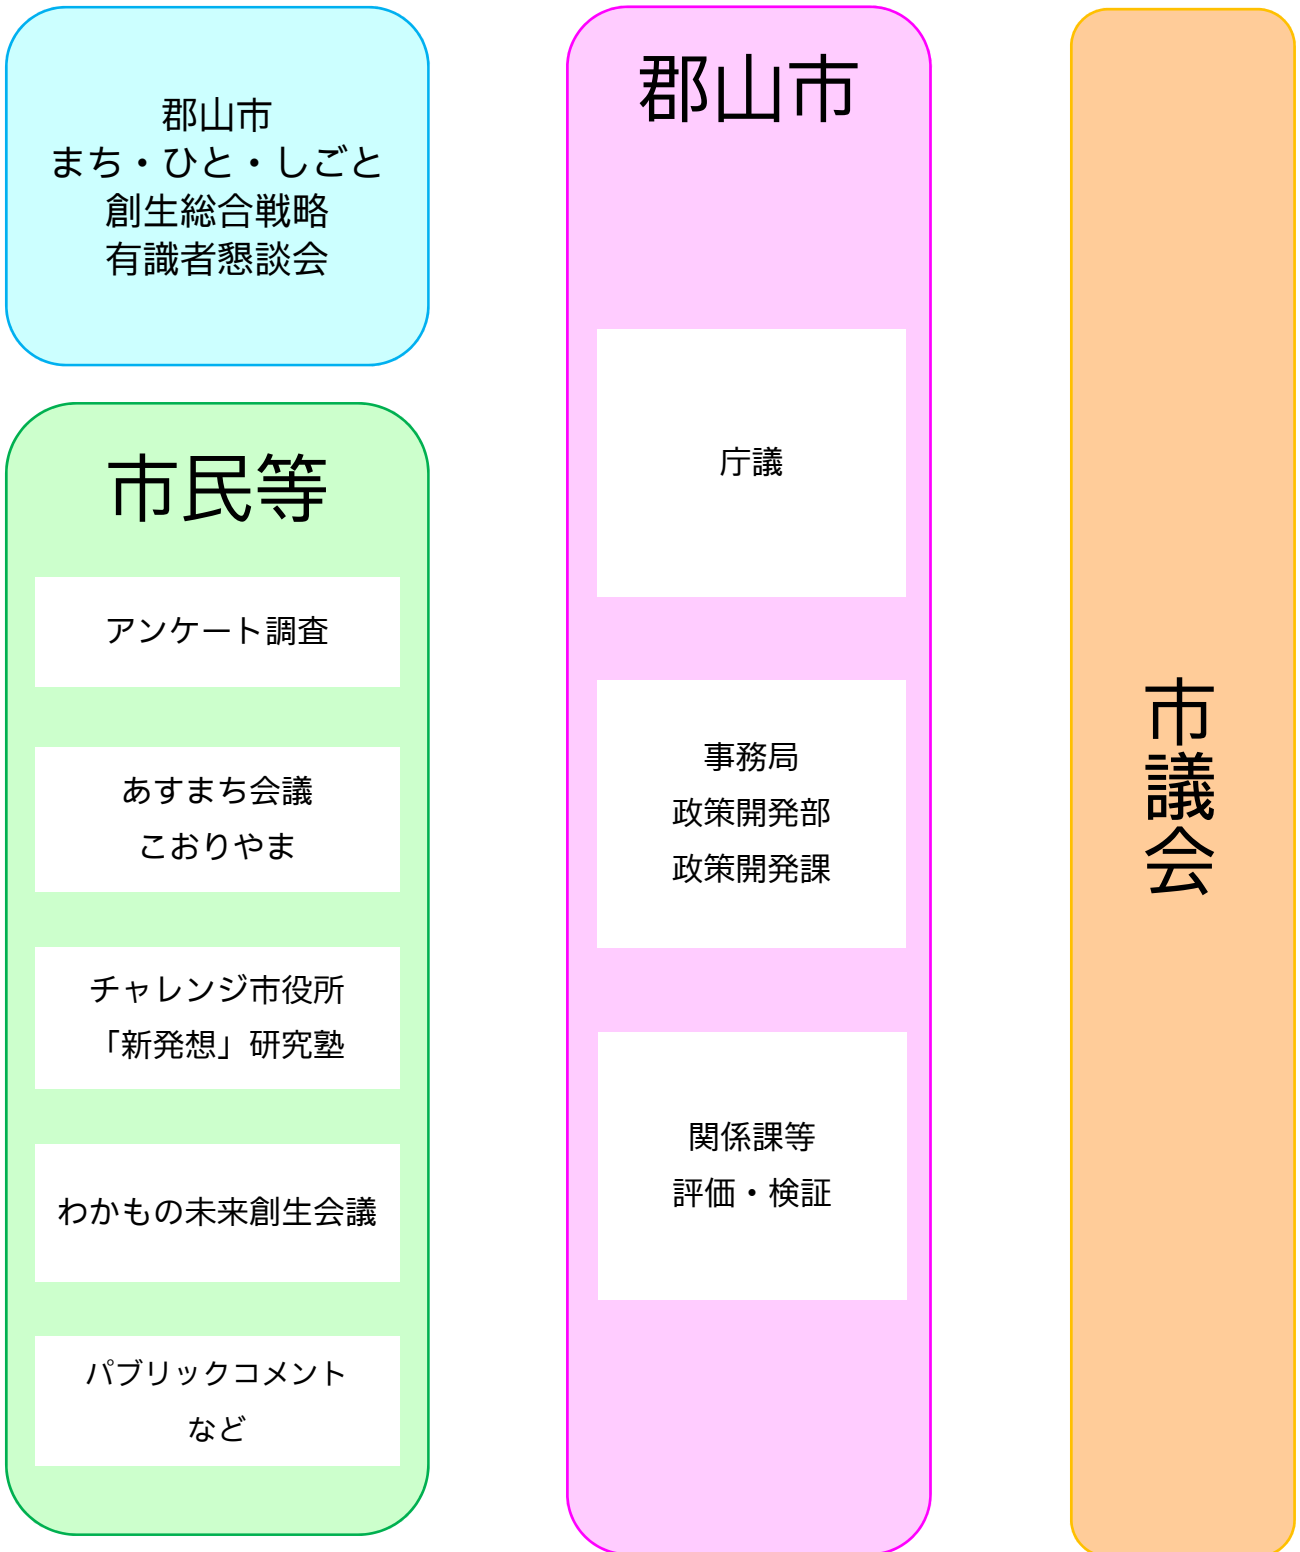 郡山市
まち・ひと・しごと
創生総合戦略
有識者懇談会
市民等
アンケート調査
あすまち会議
こおりやま
チャレンジ市役所
「新発想」研究塾
わかもの未来創生会議
パブリックコメント
など
郡山市
庁議
事務局
政策開発部
政策開発課
関係課等
評価・検証
市議会